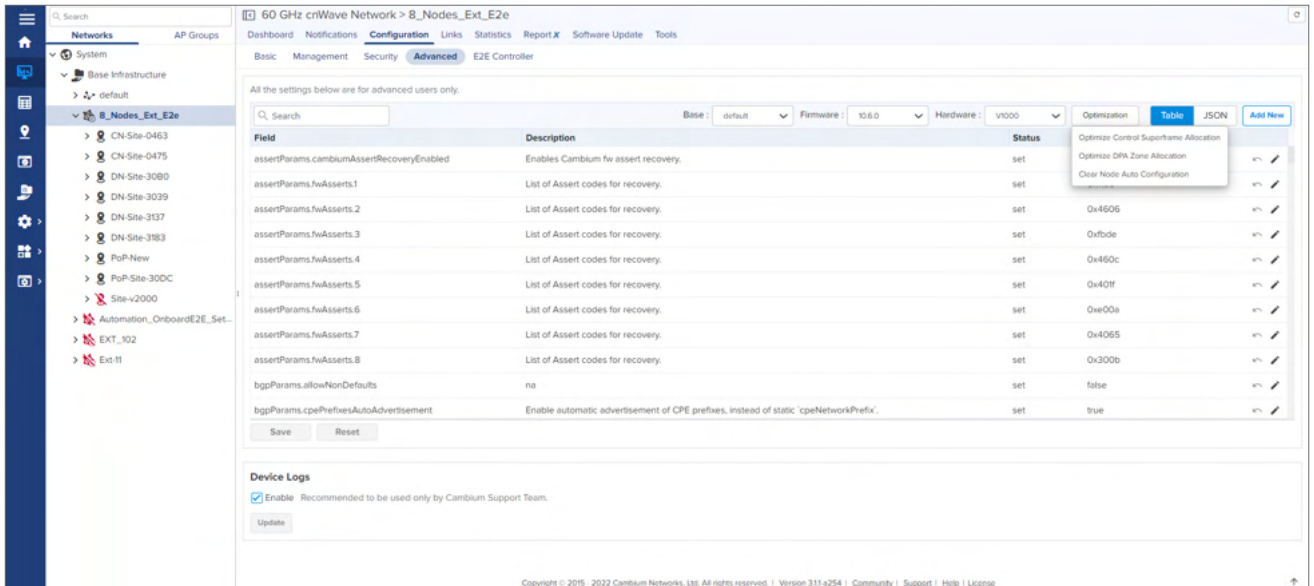 Search
Networks
AP Groups
System
Base Infrastructure
default
8_Nodes_Ext_E2e
CN-Site-0463
CN-Site-0475
DN-Site-30B0
DN-Site-3039
DN-Site-3137
DN-Site-3183
PoP-New
PoP-Site-30DC
Site-v2000
Automation_OnboardE2E_Set...
EXT_102
Ext-11
60 GHz cnWave Network > 8_Nodes_Ext_E2e
Dashboard Notifications Configuration Links Statistics Report X Software Update Tools
Basic Management Security Advanced E2E Controller
All the settings below are for advanced users only.
Search Base : default Firmware : 10.6.0 Hardware : V1000 Optimization Table JSON Add New
Optimize Control Superframe Allocation
Optimize DPA Zone Allocation
Clear Node Auto Configuration
Field Description Status
assertParams.cambiumAssertRecoveryEnabled Enables Cambium fw assert recovery. set
assertParams.fwAsserts.1 List of Assert codes for recovery. set
assertParams.fwAsserts.2 List of Assert codes for recovery. set 0x4606
assertParams.fwAsserts.3 List of Assert codes for recovery. set 0xfbde
assertParams.fwAsserts.4 List of Assert codes for recovery. set 0x460c
assertParams.fwAsserts.5 List of Assert codes for recovery. set 0x401f
assertParams.fwAsserts.6 List of Assert codes for recovery. set 0xe00a
assertParams.fwAsserts.7 List of Assert codes for recovery. set 0x4065
assertParams.fwAsserts.8 List of Assert codes for recovery. set 0x300b
bgpParams.allowNonDefaults na set false
bgpParams.cpePrefixesAutoAdvertisement Enable automatic advertisement of CPE prefixes, instead of static `cpeNetworkPrefix`. set true
Save Reset
Device Logs
Enable Recommended to be used only by Cambium Support Team.
Update
Copyright © 2015 - 2022 Cambium Networks, Ltd. All rights reserved. | Version 3.1.1-a254 | Community | Support | Help | License